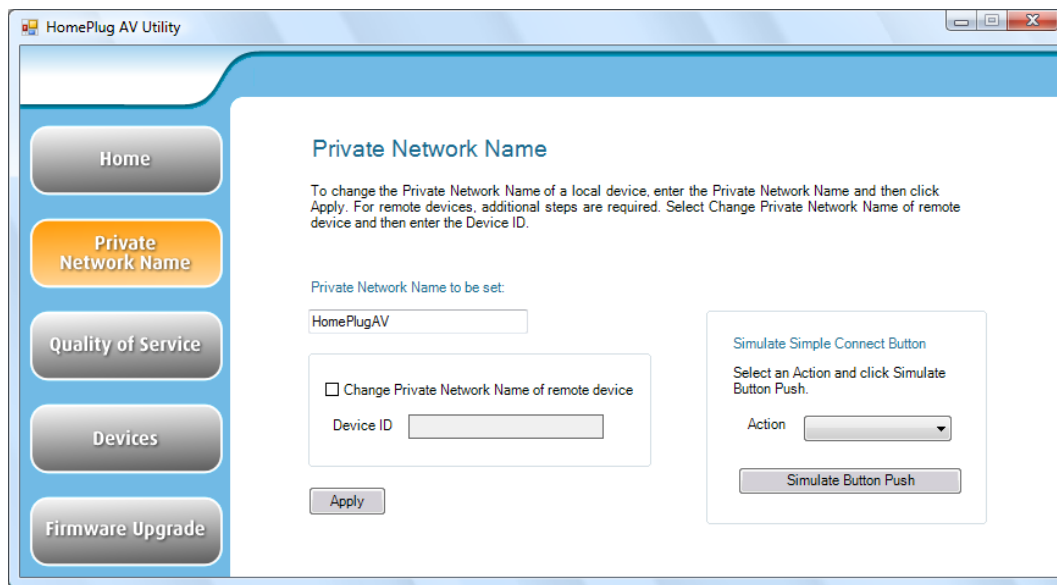 HomePlug AV Utility
Home
Private
Network Name
Quality of Service
Devices
Firmware Upgrade
Private Network Name
To change the Private Network Name of a local device, enter the Private Network Name and then click
Apply. For remote devices, additional steps are required. Select Change Private Network Name of remote
device and then enter the Device ID.
Private Network Name to be set:
HomePlugAV
Change Private Network Name of remote device
Device ID
Apply
Simulate Simple Connect Button
Select an Action and click Simulate
Button Push.
Action
Simulate Button Push